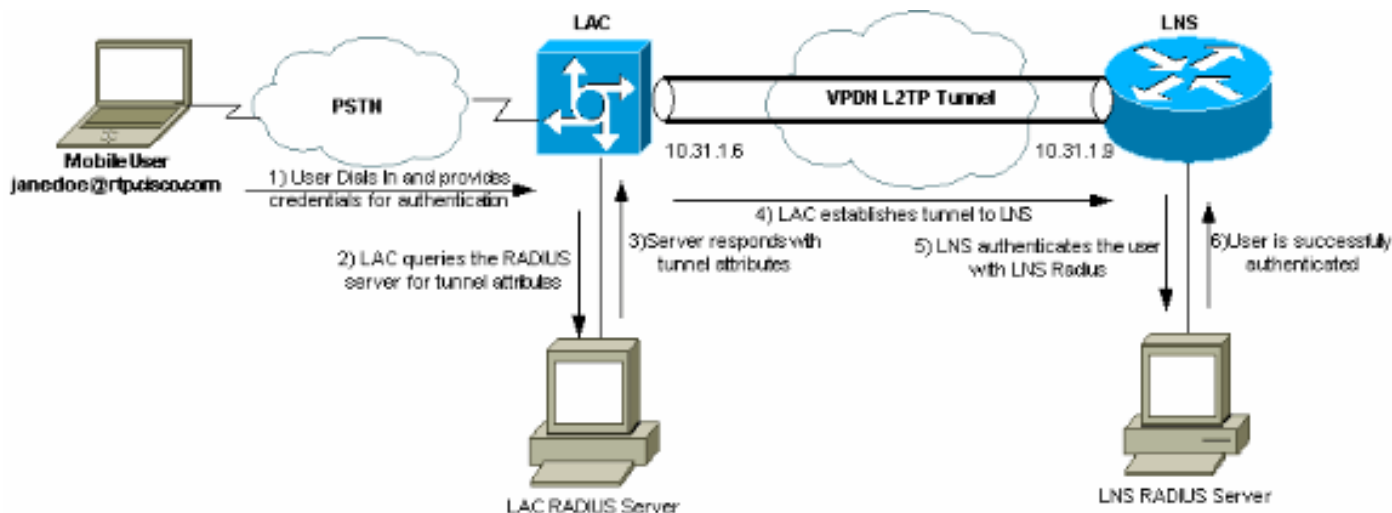 LAC
LNS
PSTN
VPDN L2TP Tunnel
10.31.1.6
10.31.1.9
Mobile User
janedoe@rtp.cisco.com
1) User Dials In and provides
credentials for authentication
2) LAC queries the RADIUS
server for tunnel attributes
3)Server responds with
tunnel attributes
4) LAC establishes tunnel to LNS
5) LNS authenticates the user
with LNS Radius
6)User is successfully
authenticated
LAC RADIUS Server
LNS RADIUS Server